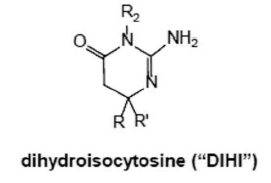 R₂
O N NH₂
N
R R'
dihydroisocytosine ("DIHI")